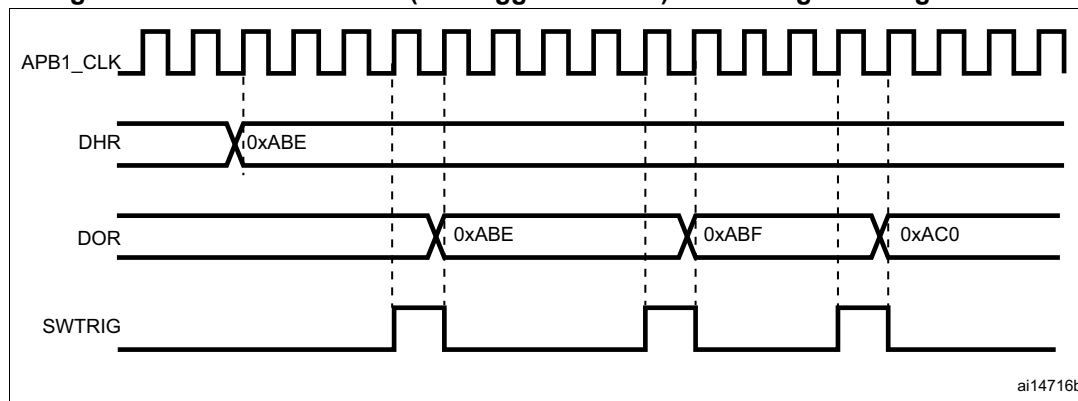 APB1_CLK
DHR
0xABE
DOR
0xABE
0xABF
0xAC0
SWTRIG
ai14716b